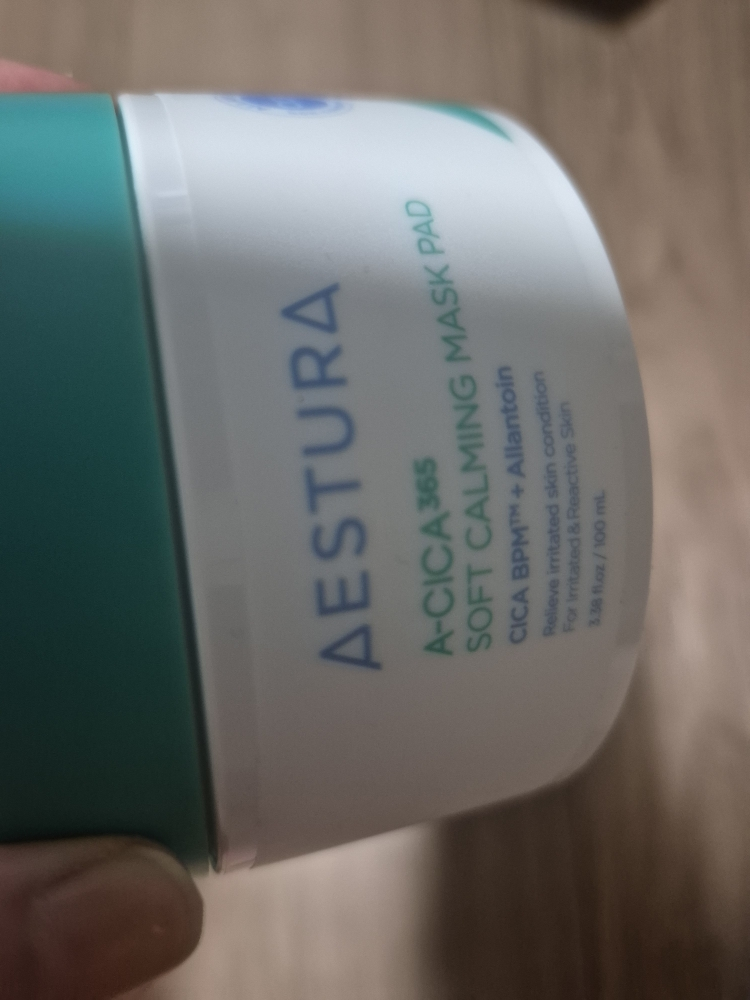 AESTURA
A-CICA³⁶⁵
SOFT CALMING MASK PAD
CICA BPM™ + Allantoin
Relieve irritated skin condition
For Irritated & Reactive Skin
3.38 fl.oz / 100 mL